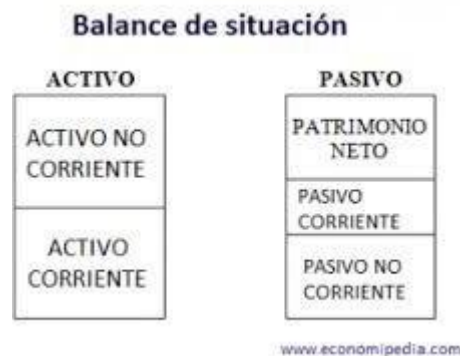 Balance de situación
ACTIVO
ACTIVO NO
CORRIENTE
ACTIVO
CORRIENTE
PASIVO
PATRIMONIO
NETO
PASIVO
CORRIENTE
PASIVO NO
CORRIENTE
www.economipedia.com